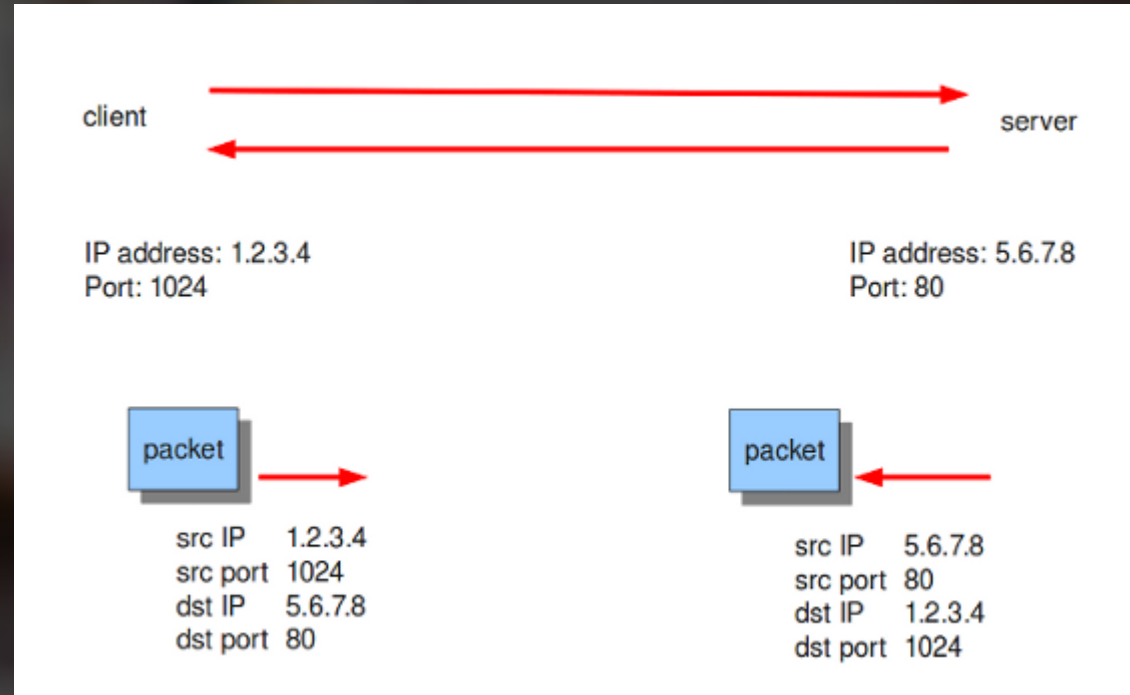 client
server
IP address: 1.2.3.4
Port: 1024
IP address: 5.6.7.8
Port: 80
packet
src IP 1.2.3.4
src port 1024
dst IP 5.6.7.8
dst port 80
packet
src IP 5.6.7.8
src port 80
dst IP 1.2.3.4
dst port 1024